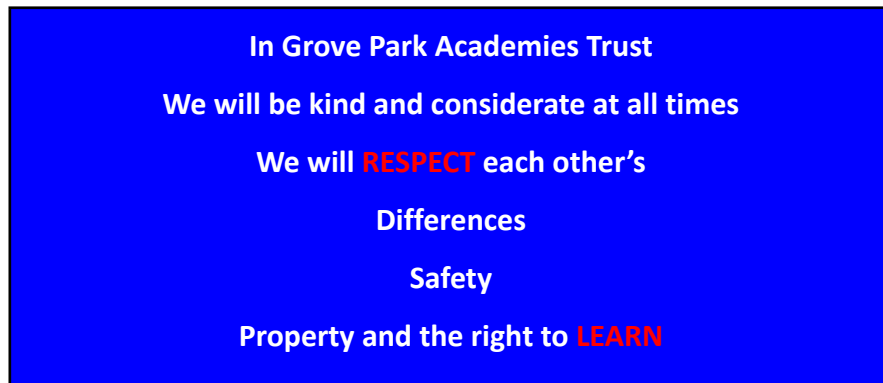 In Grove Park Academies Trust
We will be kind and considerate at all times
We will RESPECT each other’s
Differences
Safety
Property and the right to LEARN